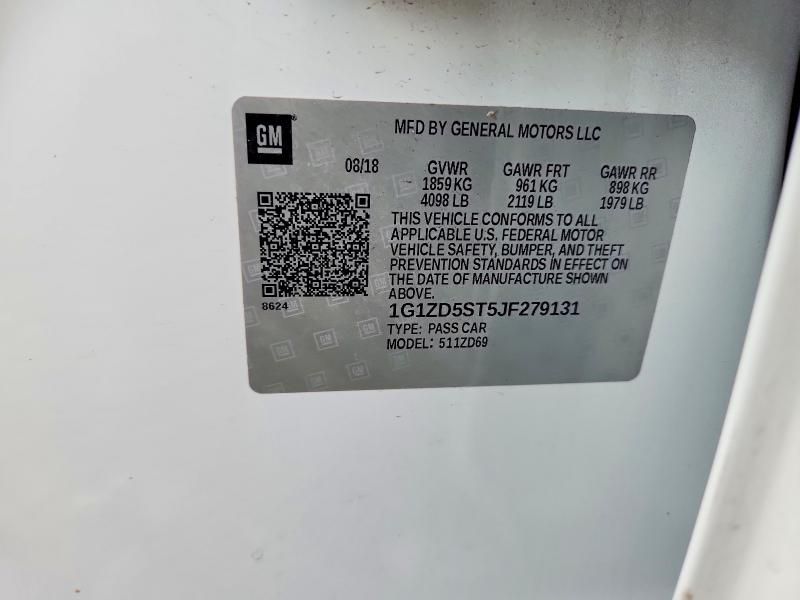 GM
MFD BY GENERAL MOTORS LLC
08/18 GVWR GAWR FRT GAWR RR
1859 KG 961 KG 898 KG
4098 LB 2119 LB 1979 LB
THIS VEHICLE CONFORMS TO ALL
APPLICABLE U.S. FEDERAL MOTOR
VEHICLE SAFETY, BUMPER, AND THEFT
PREVENTION STANDARDS IN EFFECT ON
THE DATE OF MANUFACTURE SHOWN
ABOVE.
8624
1G1ZD5ST5JF279131
TYPE: PASS CAR
MODEL: 511ZD69